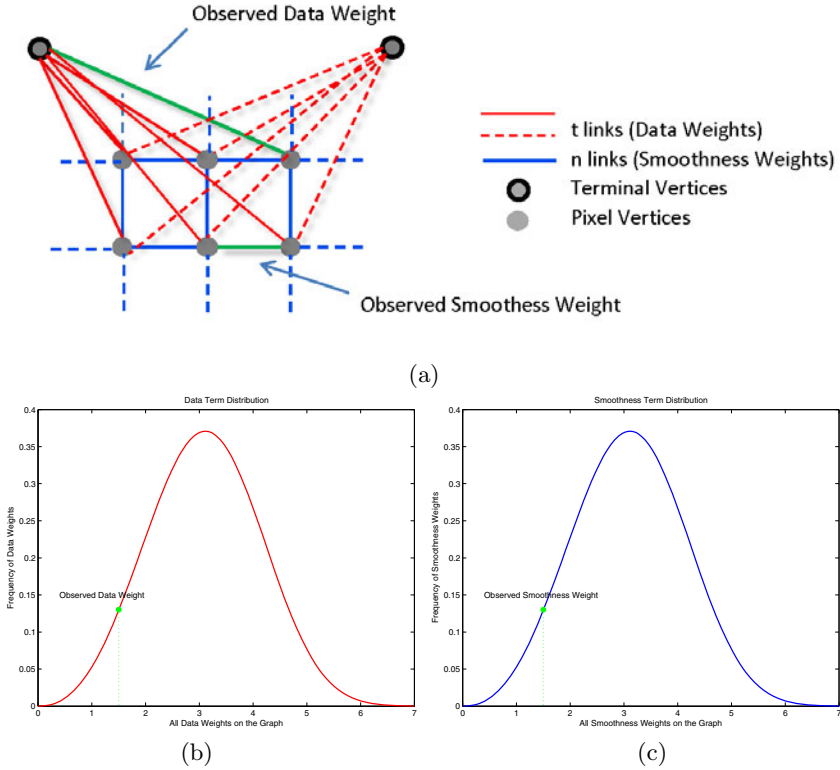 Observed Data Weight
t links (Data Weights)
n links (Smoothness Weights)
Terminal Vertices
Pixel Vertices
Observed Smoothess Weight
(a)
Data Term Distribution
Frequency of Data Weights
0.4
0.35
0.3
0.25
0.2
0.15
0.1
0.05
0
Observed Data Weight
0 1 2 3 4 5 6 7
All Data Weights on the Graph
(b)
Smoothness Term Distribution
Frequency of Smoothness Weights
0.4
0.35
0.3
0.25
0.2
0.15
0.1
0.05
0
Observed Smoothness Weight
0 1 2 3 4 5 6 7
All Smoothness Weights on the Graph
(c)